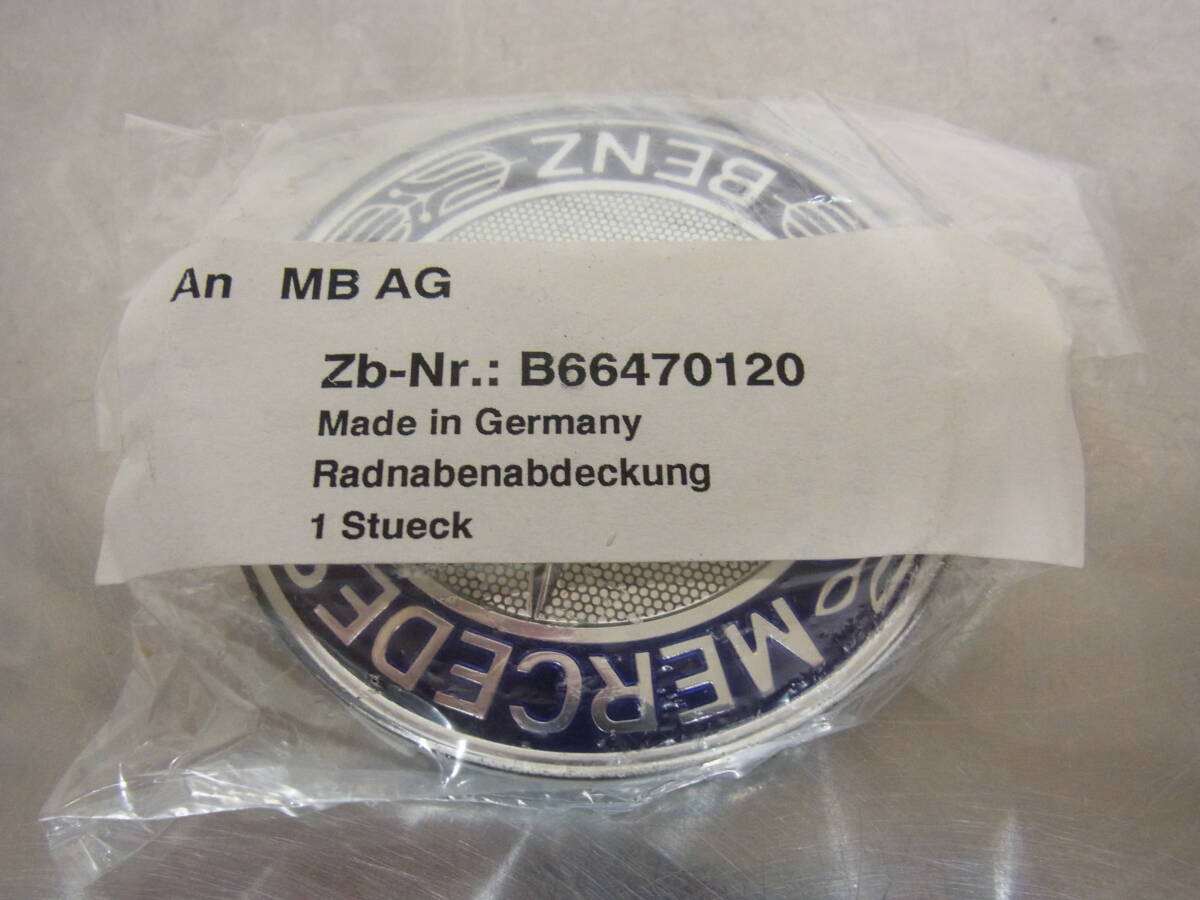 BENZ
An MB AG
Zb-Nr.: B66470120
Made in Germany
Radnabenabdeckung
1 Stueck
MERCEDES